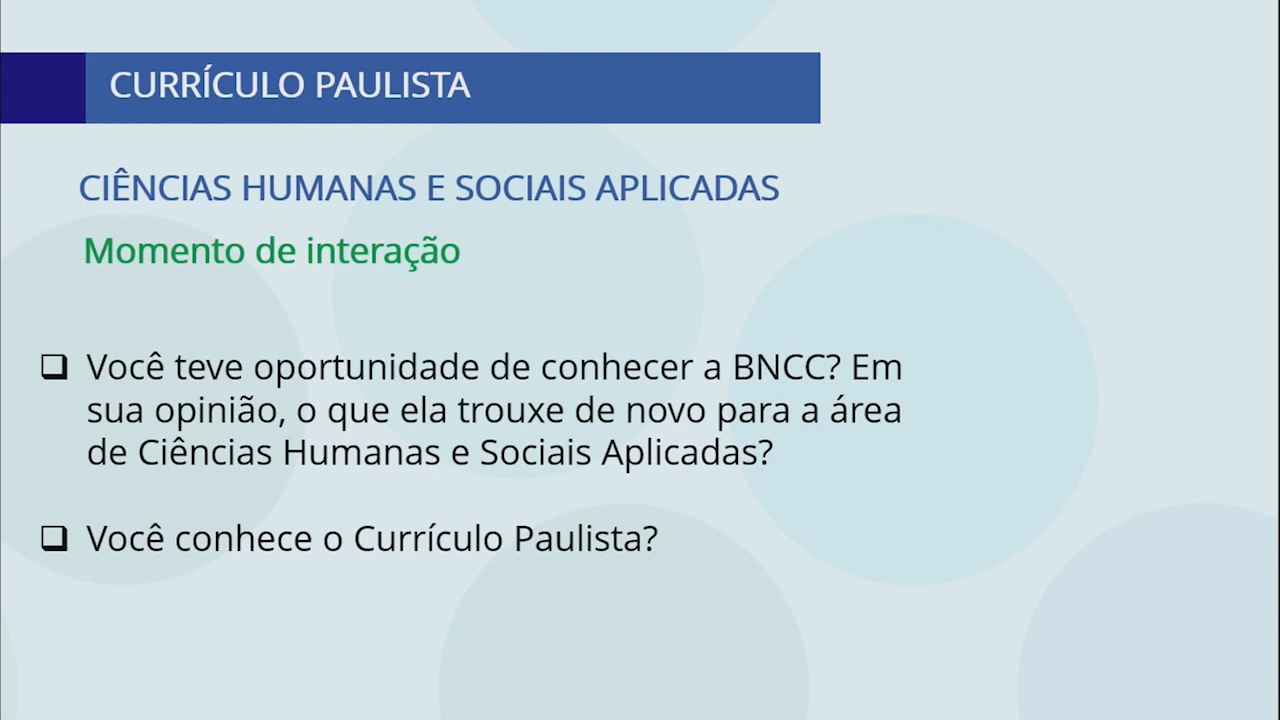 CURRÍCULO PAULISTA
CIÊNCIAS HUMANAS E SOCIAIS APLICADAS
Momento de interação
❑ Você teve oportunidade de conhecer a BNCC? Em
sua opinião, o que ela trouxe de novo para a área
de Ciências Humanas e Sociais Aplicadas?
❑ Você conhece o Currículo Paulista?